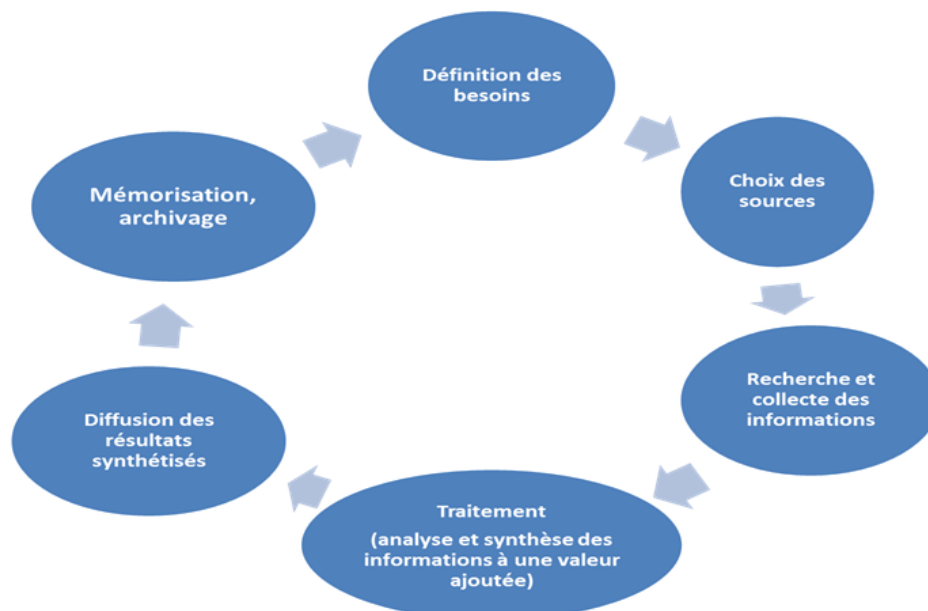 Définition des
besoins
Choix des
sources
Recherche et
collecte des
informations
Traitement
(analyse et synthèse des
informations à une valeur
ajoutée)
Diffusion des
résultats
synthétisés
Mémorisation,
archivage